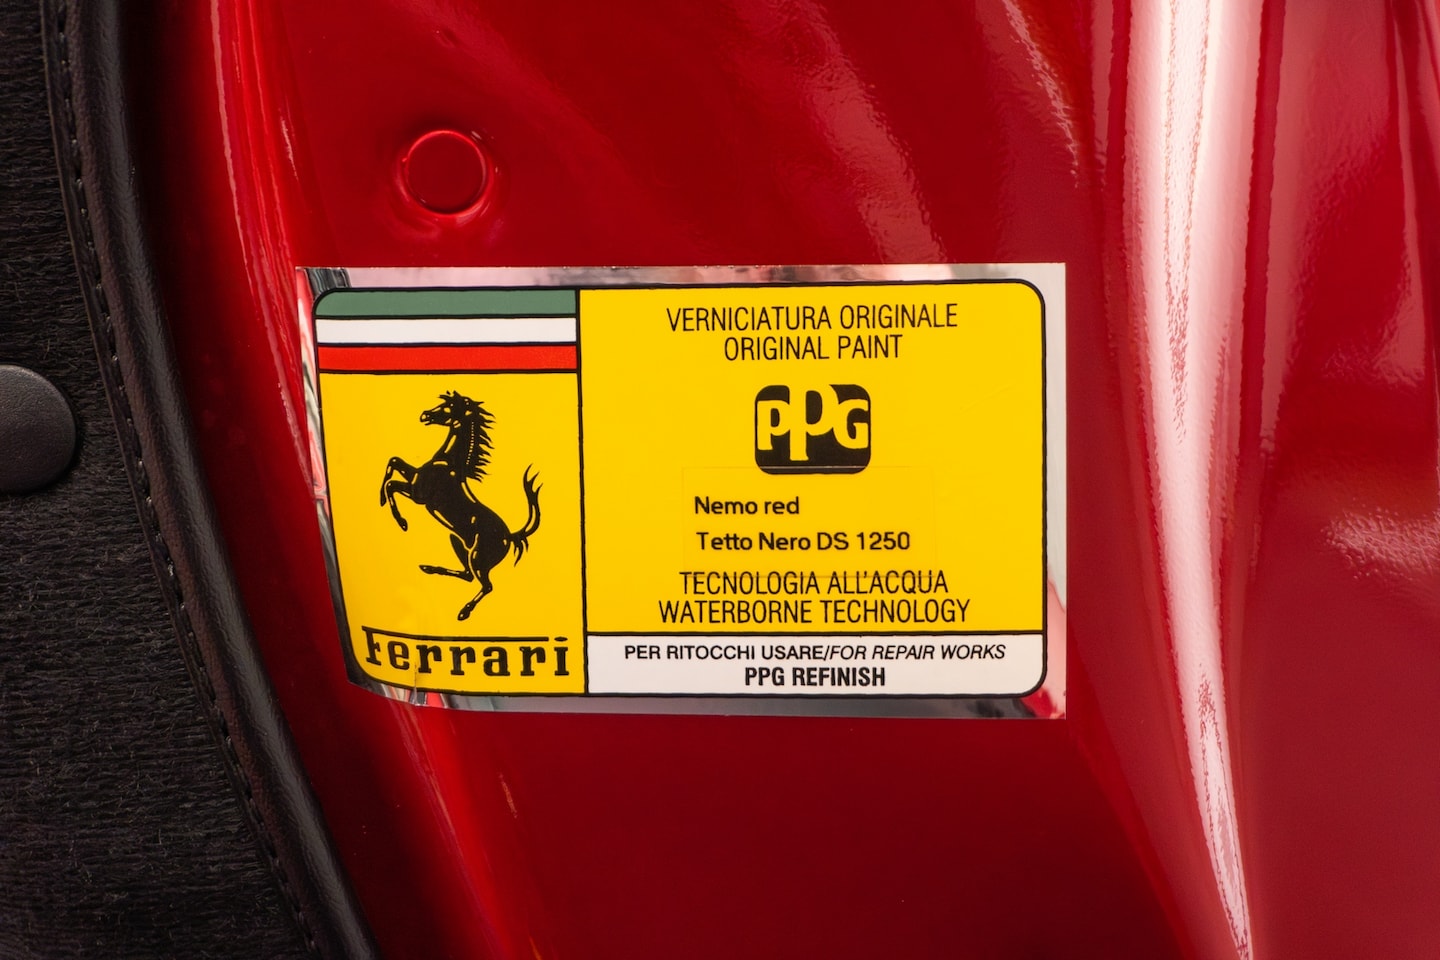 VERNICIATURA ORIGINALE
ORIGINAL PAINT
PPG
Nemo red
Tetto Nero DS 1250
TECNOLOGIA ALL'ACQUA
WATERBORNE TECHNOLOGY
Ferrari
PER RITOCCHI USARE/FOR REPAIR WORKS
PPG REFINISH